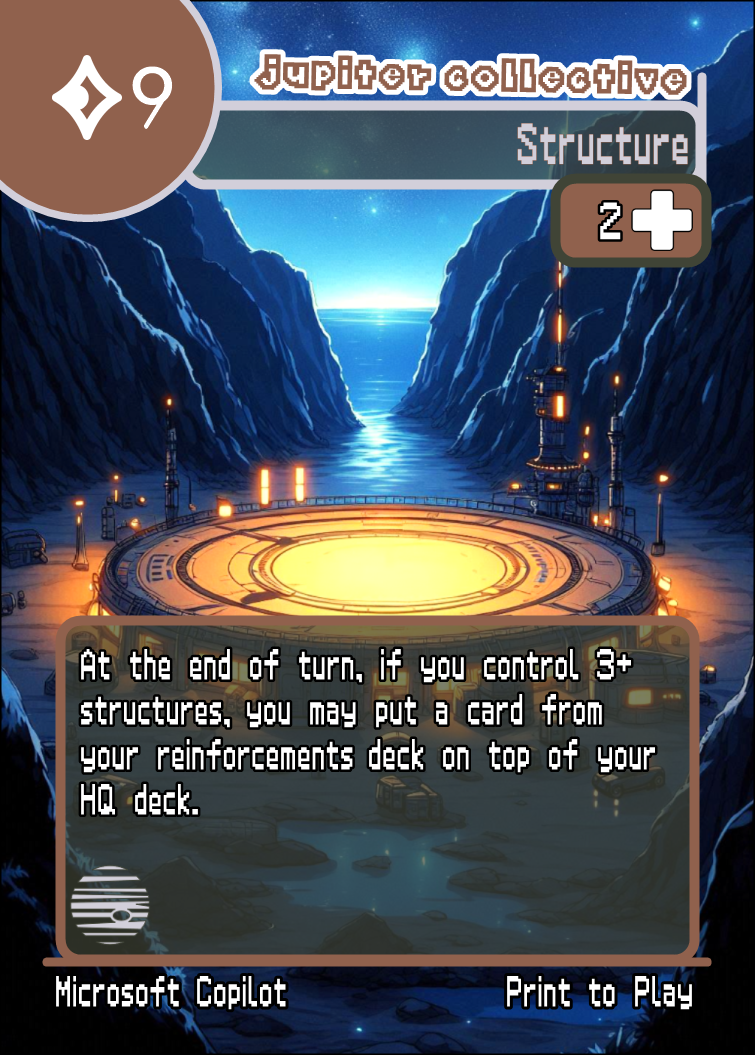 9
Jupiter collective
Structure
2
At the end of turn, if you control 3+
structures, you may put a card from
your reinforcements deck on top of your
HQ deck.
Microsoft Copilot
Print to Play